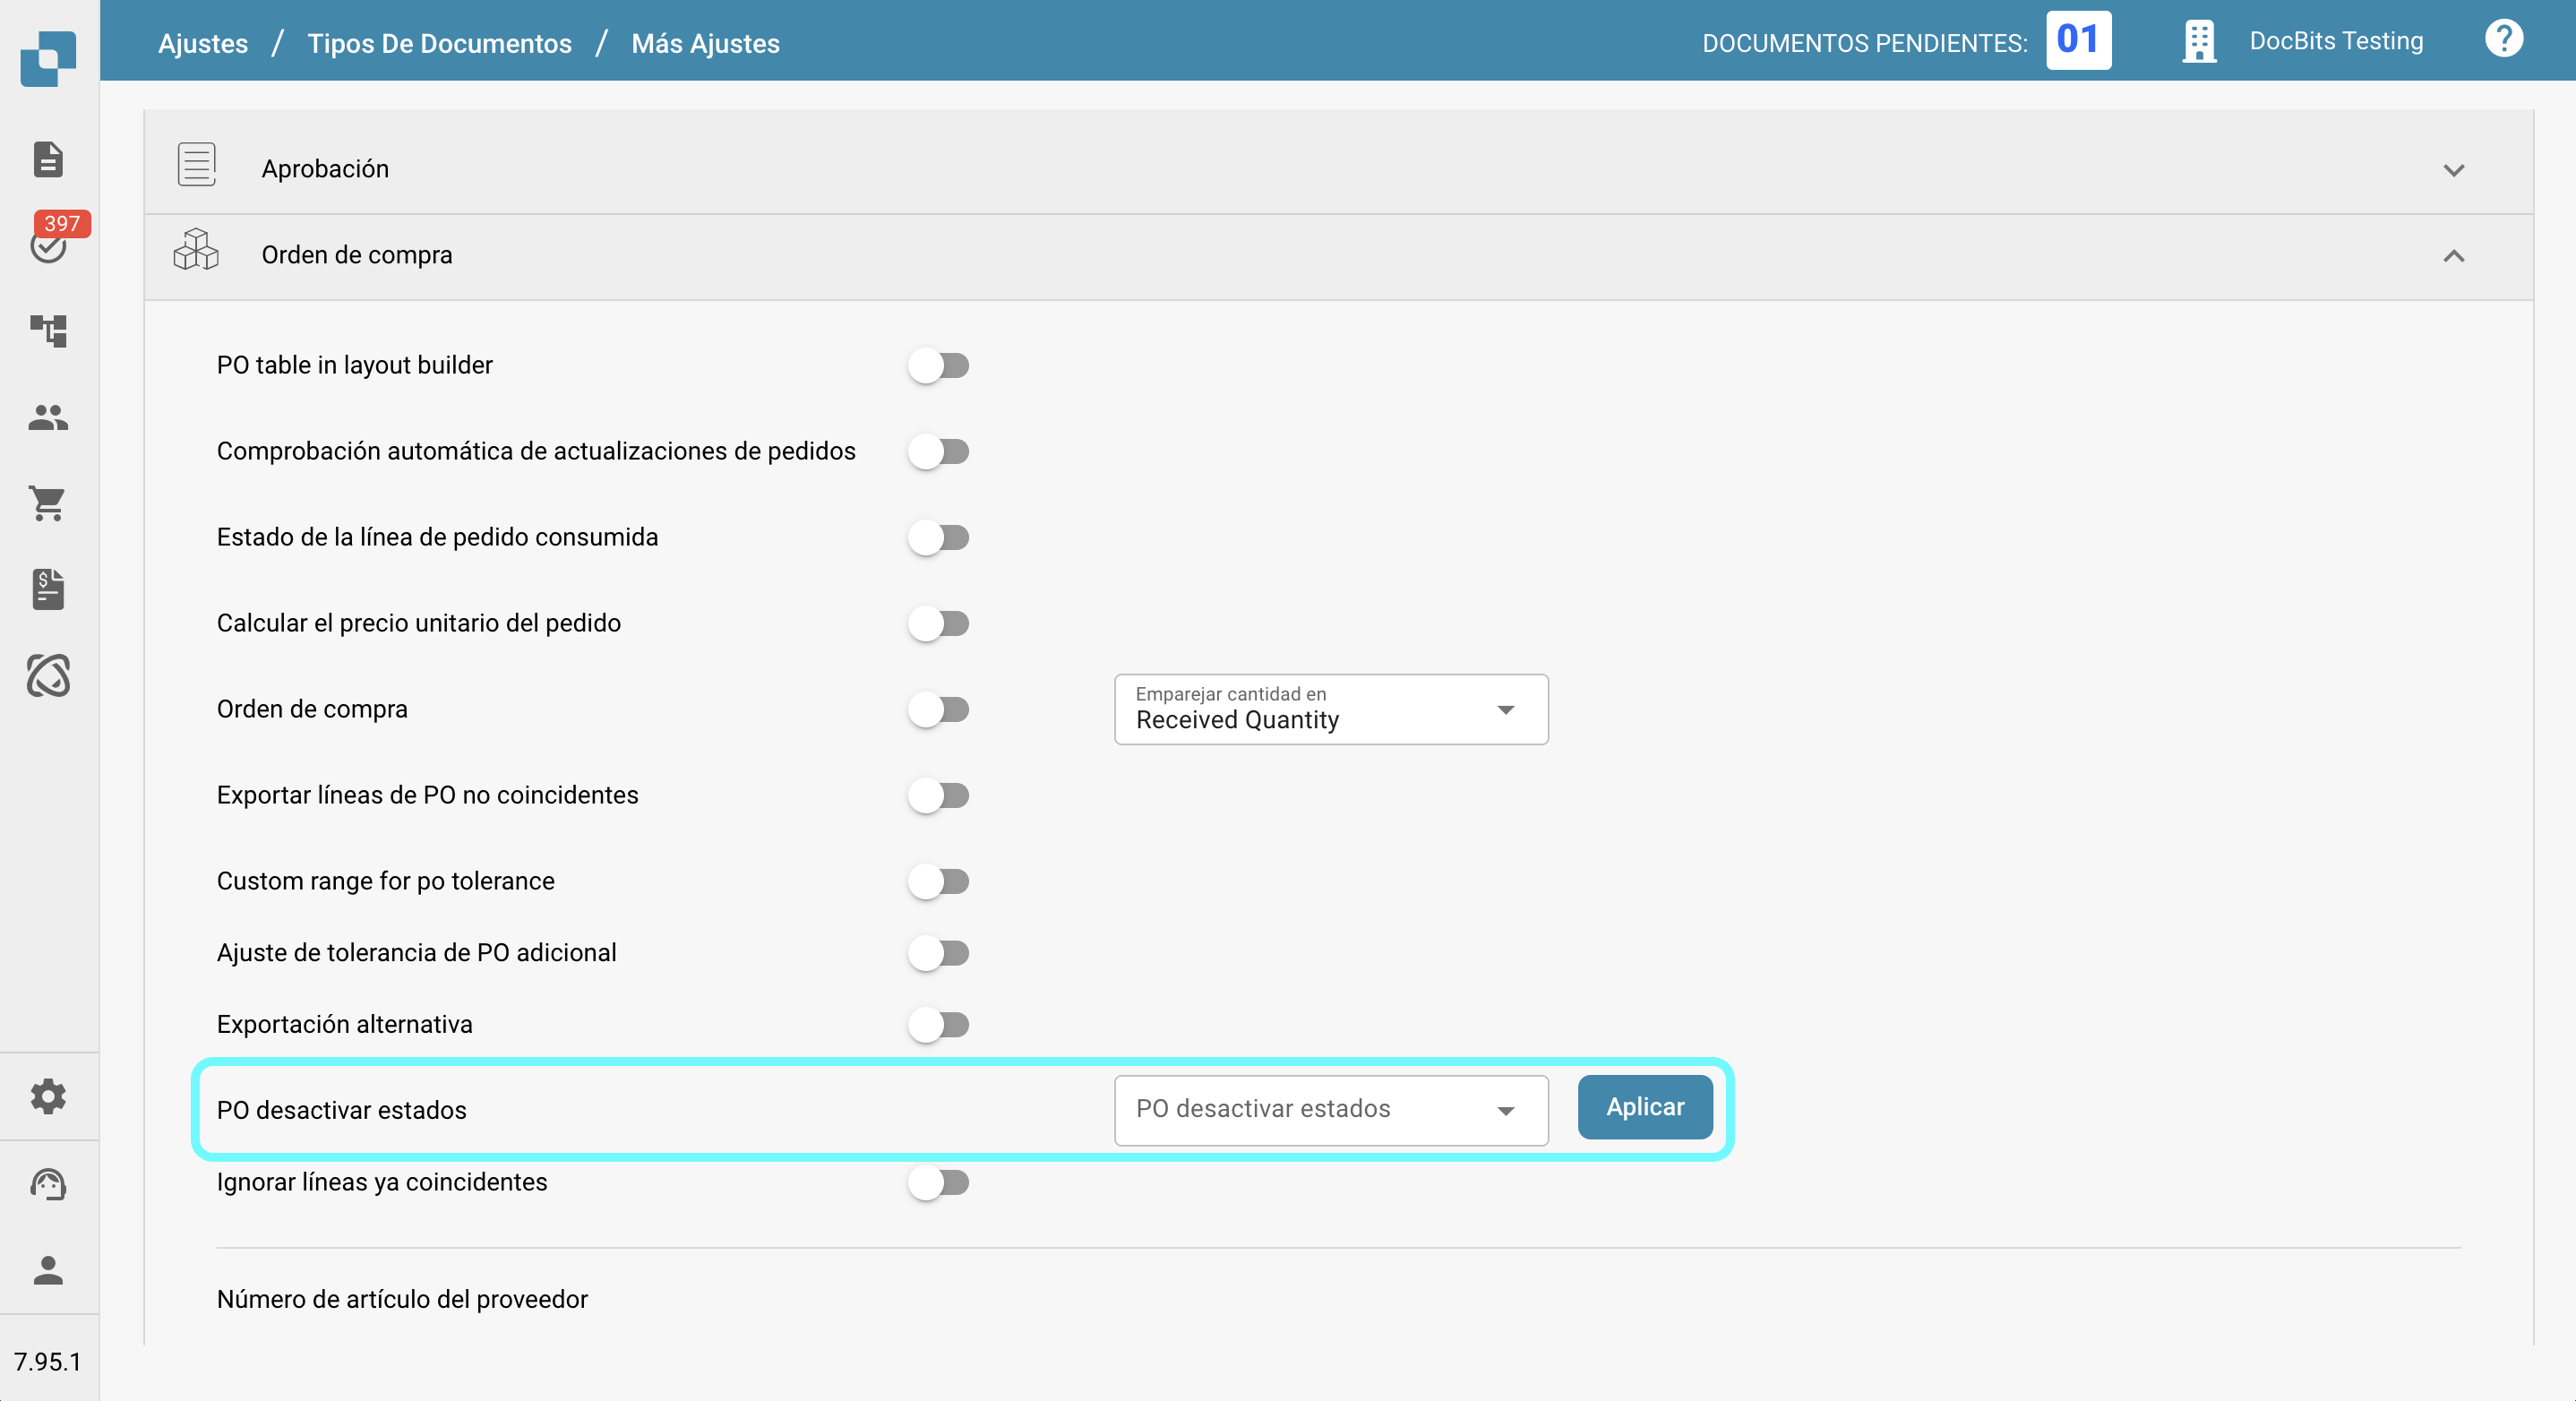 Ajustes / Tipos De Documentos / Más Ajustes
DOCUMENTOS PENDIENTES: 01
DocBits Testing
?
397
Aprobación
Orden de compra
PO table in layout builder
Comprobación automática de actualizaciones de pedidos
Estado de la línea de pedido consumida
Calcular el precio unitario del pedido
Orden de compra
Emparejar cantidad en
Received Quantity
Exportar líneas de PO no coincidentes
Custom range for po tolerance
Ajuste de tolerancia de PO adicional
Exportación alternativa
PO desactivar estados
PO desactivar estados
Aplicar
Ignorar líneas ya coincidentes
Número de artículo del proveedor
7.95.1